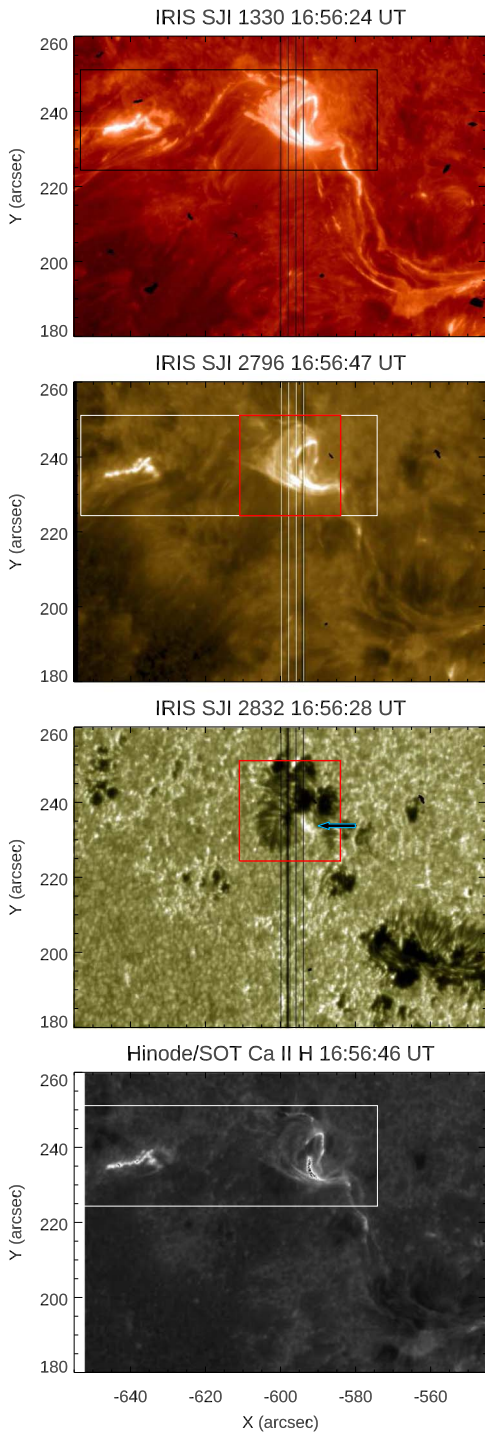 IRIS SJI 1330 16:56:24 UT
260
240
220
200
180
Y (arcsec)
IRIS SJI 2796 16:56:47 UT
260
240
220
200
180
Y (arcsec)
IRIS SJI 2832 16:56:28 UT
260
240
220
200
180
Y (arcsec)
Hinode/SOT Ca II H 16:56:46 UT
260
240
220
200
180
Y (arcsec)
-640 -620 -600 -580 -560
X (arcsec)